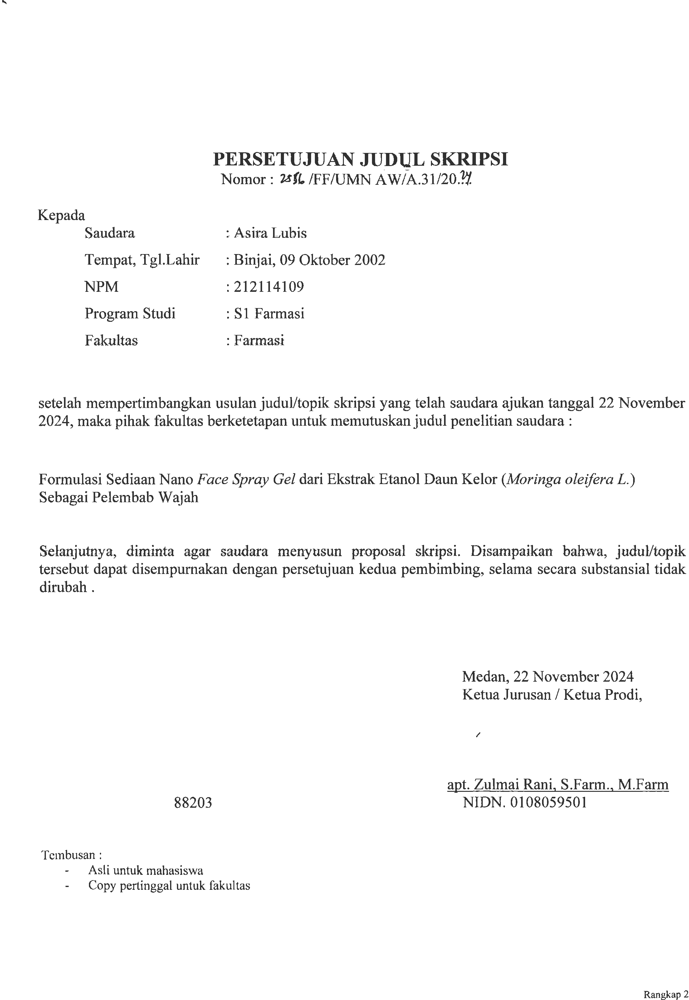 PERSETUJUAN JUDUL SKRIPSI
Nomor : 2556 /FF/UMN AW/A.31/20.24.
Kepada
Saudara : Asira Lubis
Tempat, Tgl.Lahir : Binjai, 09 Oktober 2002
NPM : 212114109
Program Studi : S1 Farmasi
Fakultas : Farmasi
setelah mempertimbangkan usulan judul/topik skripsi yang telah saudara ajukan tanggal 22 November
2024, maka pihak fakultas berketetapan untuk memutuskan judul penelitian saudara :
Formulasi Sediaan Nano Face Spray Gel dari Ekstrak Etanol Daun Kelor (Moringa oleifera L.)
Sebagai Pelembab Wajah
Selanjutnya, diminta agar saudara menyusun proposal skripsi. Disampaikan bahwa, judul/topik
tersebut dapat disempurnakan dengan persetujuan kedua pembimbing, selama secara substansial tidak
dirubah .
Medan, 22 November 2024
Ketua Jurusan / Ketua Prodi,
apt. Zulmai Rani, S.Farm., M.Farm
88203 NIDN. 0108059501
Tembusan :
- Asli untuk mahasiswa
- Copy pertinggal untuk fakultas
Rangkap 2